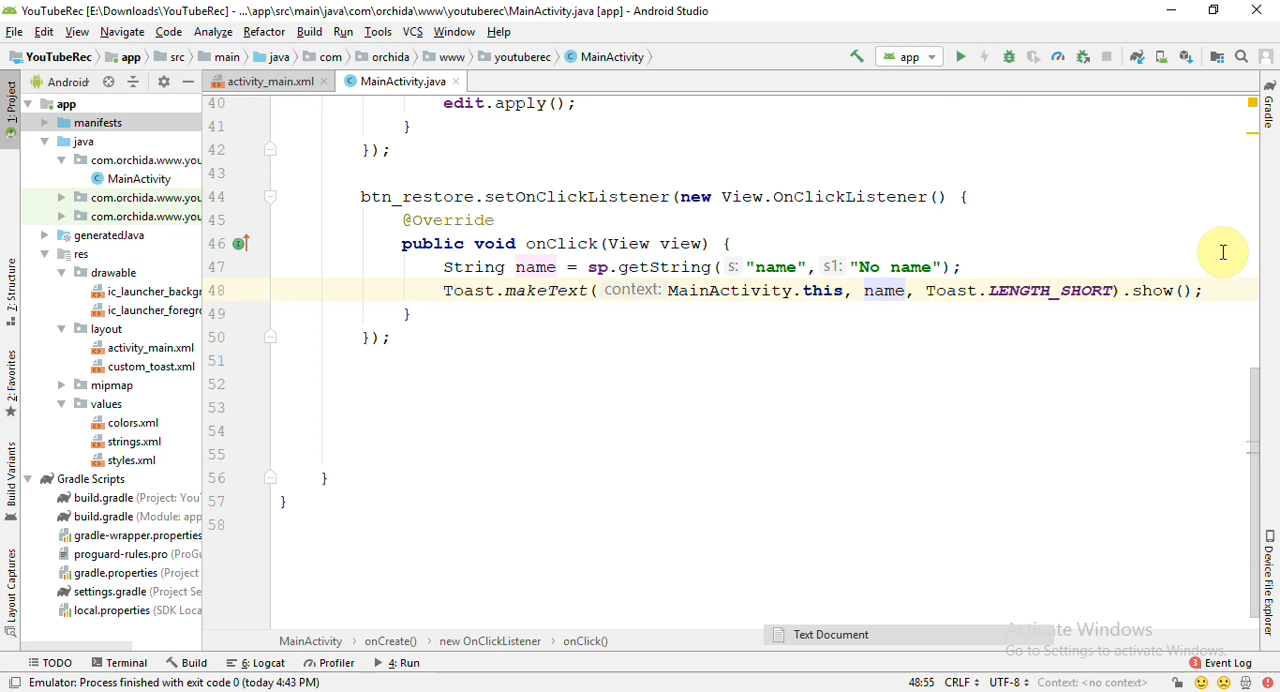 YouTubeRec [E:\Downloads\YouTubeRec] - ...\app\src\main\java\com\orchida\www\youtuberec\MainActivity.java [app] - Android Studio
File Edit View Navigate Code Analyze Refactor Build Run Tools VCS Window Help
YouTubeRec app src main java com orchida www youtuberec MainActivity app
Android activity_main.xml MainActivity.java
1: Project
Z: Structure
2: Favorites
Build Variants
Layout Captures
app
manifests
java
com.orchida.www.you
MainActivity
com.orchida.www.you
com.orchida.www.you
generatedJava
res
drawable
ic_launcher_backgr
ic_launcher_foregro
layout
activity_main.xml
custom_toast.xml
mipmap
values
colors.xml
strings.xml
styles.xml
Gradle Scripts
build.gradle (Project: You
build.gradle (Module: app
gradle-wrapper.properties
proguard-rules.pro (ProGu
gradle.properties (Project
settings.gradle (Project Se
local.properties (SDK Loca
40 edit.apply();
41 }
42 });
43
44 btn_restore.setOnClickListener(new View.OnClickListener() {
45 @Override
46 public void onClick(View view) {
47 String name = sp.getString( s: "name", s1: "No name");
48 Toast.makeText( context: MainActivity.this, name, Toast.LENGTH_SHORT).show();
49 }
50 });
51
52
53
54
55
56 }
57 }
58
Gradle
Device File Explorer
MainActivity onCreate() new OnClickListener onClick()
Text Document
Activate Windows
Go to Settings to activate Windows.
TODO Terminal Build 6: Logcat Profiler 4: Run 3 Event Log
Emulator: Process finished with exit code 0 (today 4:43 PM) 48:55 CRLF UTF-8 Context: <no context>